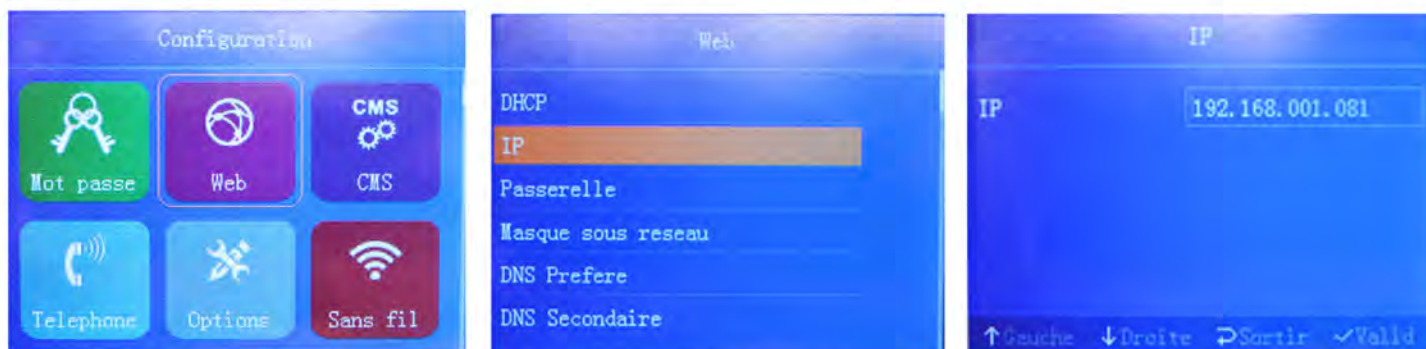 Configuration
CMS
Mot passe Web CMS
Telephone Options Sans fil
Web
DHCP
IP
Passerelle
Masque sous reseau
DNS Prefere
DNS Secondaire
IP
IP 192.168.001.081
↑Gauche ↓Droite Sortir ✓Valid